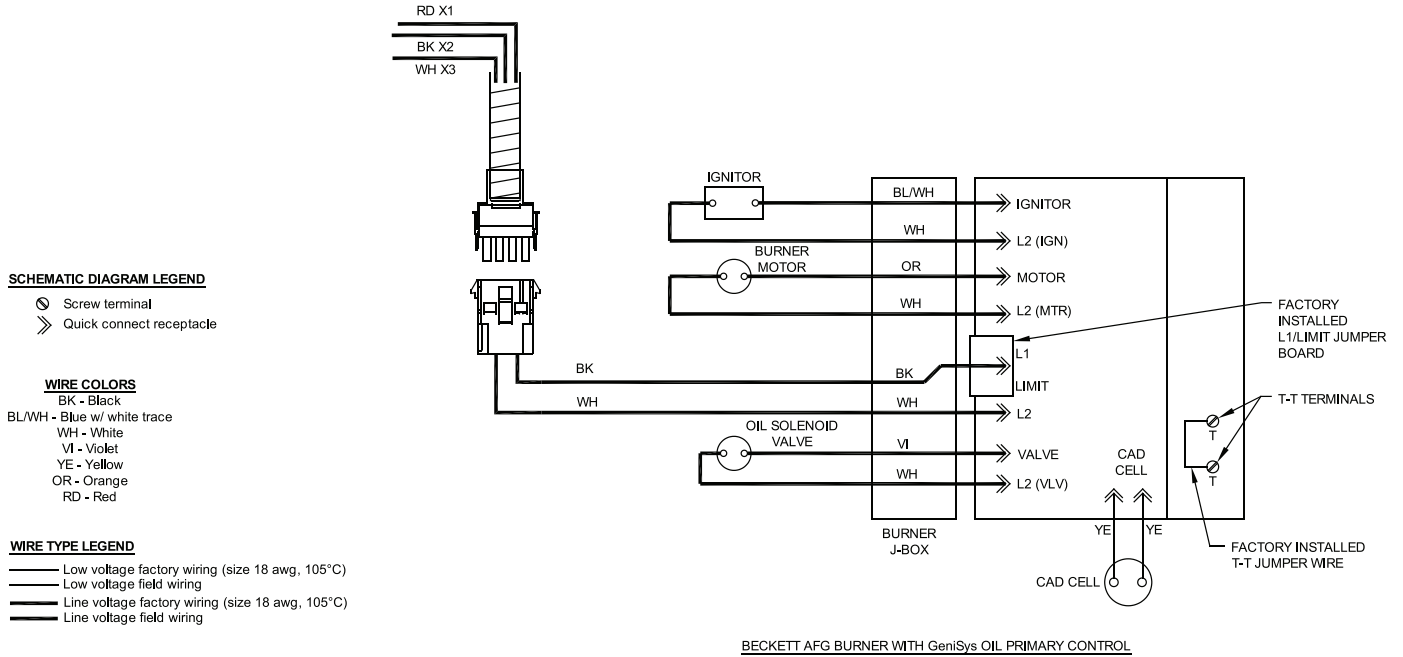 RD X1
BK X2
WH X3
SCHEMATIC DIAGRAM LEGEND
Screw terminal
Quick connect receptacle
WIRE COLORS
BK - Black
BL/WH - Blue w/ white trace
WH - White
VI - Violet
YE - Yellow
OR - Orange
RD - Red
WIRE TYPE LEGEND
Low voltage factory wiring (size 18 awg, 105°C)
Low voltage field wiring
Line voltage factory wiring (size 18 awg, 105°C)
Line voltage field wiring
IGNITOR
BL/WH
IGNITOR
WH
L2 (IGN)
BURNER
MOTOR
OR
MOTOR
WH
L2 (MTR)
BK
BK
L1
LIMIT
WH
WH
L2
OIL SOLENOID
VALVE
VI
VALVE
WH
L2 (VLV)
BURNER
J-BOX
CAD
CELL
YE
YE
CAD CELL
T
T
FACTORY
INSTALLED
L1/LIMIT JUMPER
BOARD
T-T TERMINALS
FACTORY INSTALLED
T-T JUMPER WIRE
BECKETT AFG BURNER WITH GeniSys OIL PRIMARY CONTROL